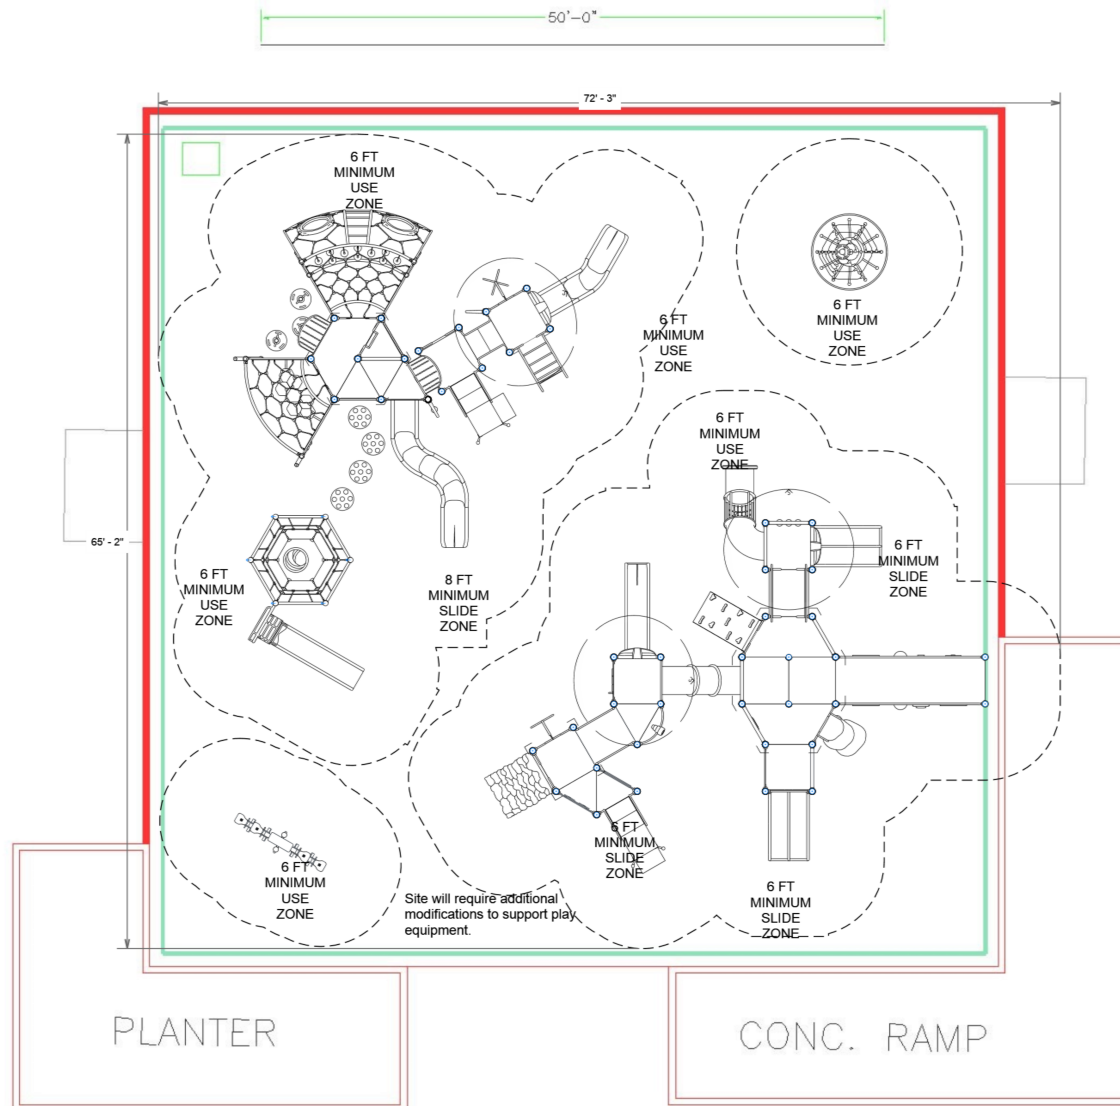 50'-0"
72' - 3"
6 FT
MINIMUM
USE
ZONE
6 FT
MINIMUM
USE
ZONE
6 FT
MINIMUM
USE
ZONE
6 FT
MINIMUM
USE
ZONE
65' - 2"
6 FT
MINIMUM
SLIDE
ZONE
6 FT
MINIMUM
USE
ZONE
8 FT
MINIMUM
SLIDE
ZONE
6 FT
MINIMUM
SLIDE
ZONE
6 FT
MINIMUM
USE
ZONE
6 FT
MINIMUM
SLIDE
ZONE
Site will require additional
modifications to support play
equipment.
PLANTER
CONC. RAMP